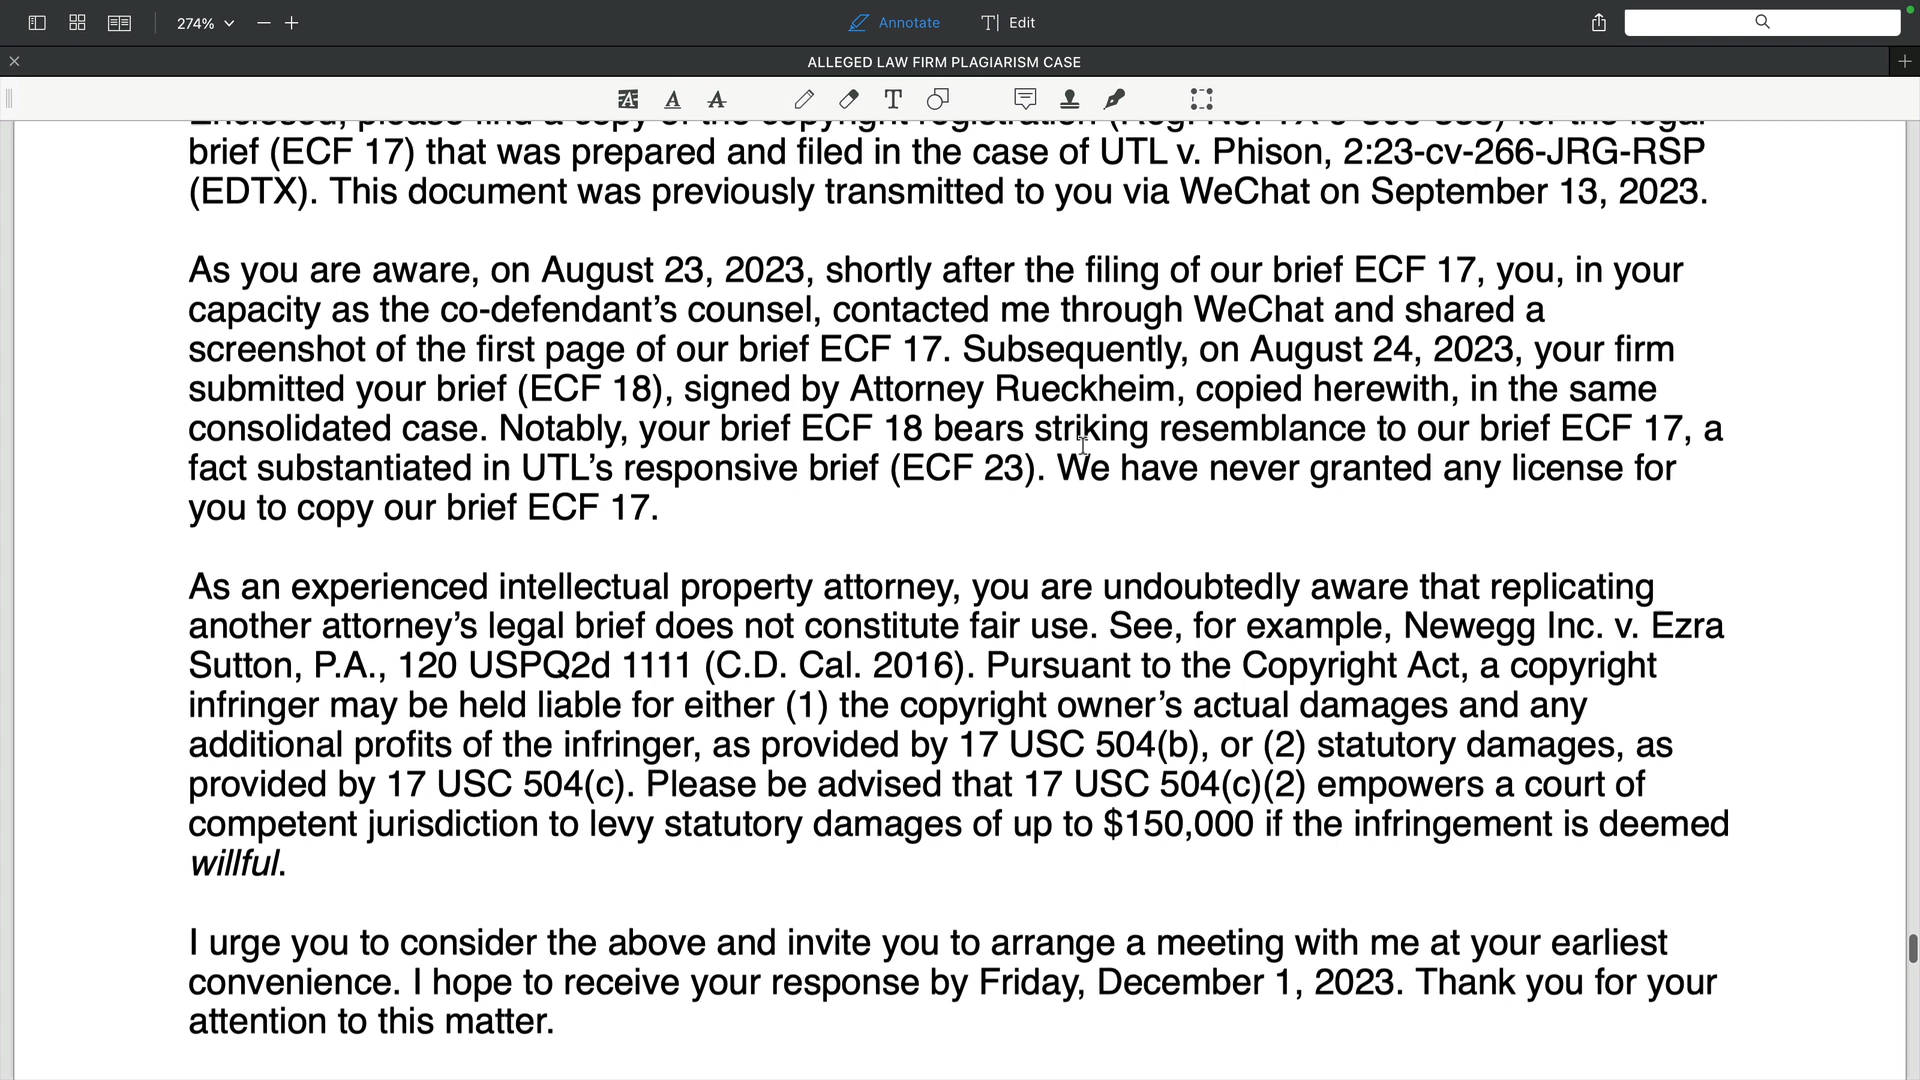 274%
Annotate
Edit
ALLEGED LAW FIRM PLAGIARISM CASE
Enclosed, please find a copy of the copyright registration (Reg. No. TX
for the legal
brief (ECF 17) that was prepared and filed in the case of UTL v. Phison, 2:23-cv-266-JRG-RSP
(EDTX). This document was previously transmitted to you via WeChat on September 13, 2023.
As you are aware, on August 23, 2023, shortly after the filing of our brief ECF 17, you, in your
capacity as the co-defendant’s counsel, contacted me through WeChat and shared a
screenshot of the first page of our brief ECF 17. Subsequently, on August 24, 2023, your firm
submitted your brief (ECF 18), signed by Attorney Rueckheim, copied herewith, in the same
consolidated case. Notably, your brief ECF 18 bears striking resemblance to our brief ECF 17, a
fact substantiated in UTL’s responsive brief (ECF 23). We have never granted any license for
you to copy our brief ECF 17.
As an experienced intellectual property attorney, you are undoubtedly aware that replicating
another attorney’s legal brief does not constitute fair use. See, for example, Newegg Inc. v. Ezra
Sutton, P.A., 120 USPQ2d 1111 (C.D. Cal. 2016). Pursuant to the Copyright Act, a copyright
infringer may be held liable for either (1) the copyright owner’s actual damages and any
additional profits of the infringer, as provided by 17 USC 504(b), or (2) statutory damages, as
provided by 17 USC 504(c). Please be advised that 17 USC 504(c)(2) empowers a court of
competent jurisdiction to levy statutory damages of up to $150,000 if the infringement is deemed
willful.
I urge you to consider the above and invite you to arrange a meeting with me at your earliest
convenience. I hope to receive your response by Friday, December 1, 2023. Thank you for your
attention to this matter.